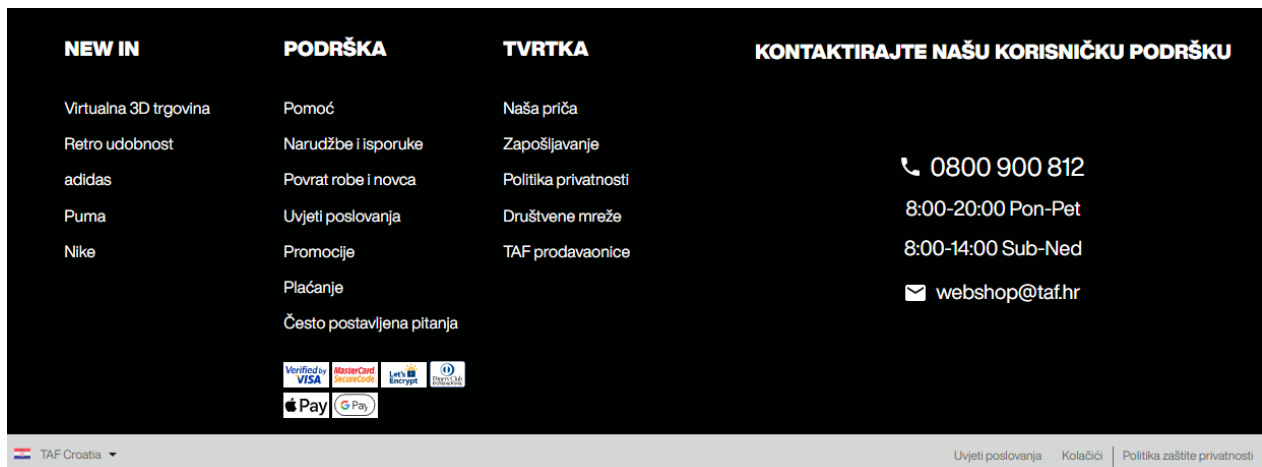 NEW IN
Virtualna 3D trgovina
Retro udobnost
adidas
Puma
Nike
PODRŠKA
Pomoć
Narudžbe i isporuke
Povrat robe i novca
Uvjeti poslovanja
Promocije
Plaćanje
Često postavljena pitanja
Verified by
VISA
MasterCard.
SecureCode.
Let's
Encrypt
Diners Club
INTERNATIONAL
Pay
G Pay
TVRTKA
Naša priča
Zapošljavanje
Politika privatnosti
Društvene mreže
TAF prodavaonice
KONTAKTIRAJTE NAŠU KORISNIČKU PODRŠKU
0800 900 812
8:00-20:00 Pon-Pet
8:00-14:00 Sub-Ned
webshop@taf.hr
TAF Croatia
Uvjeti poslovanja Kolačići Politika zaštite privatnosti